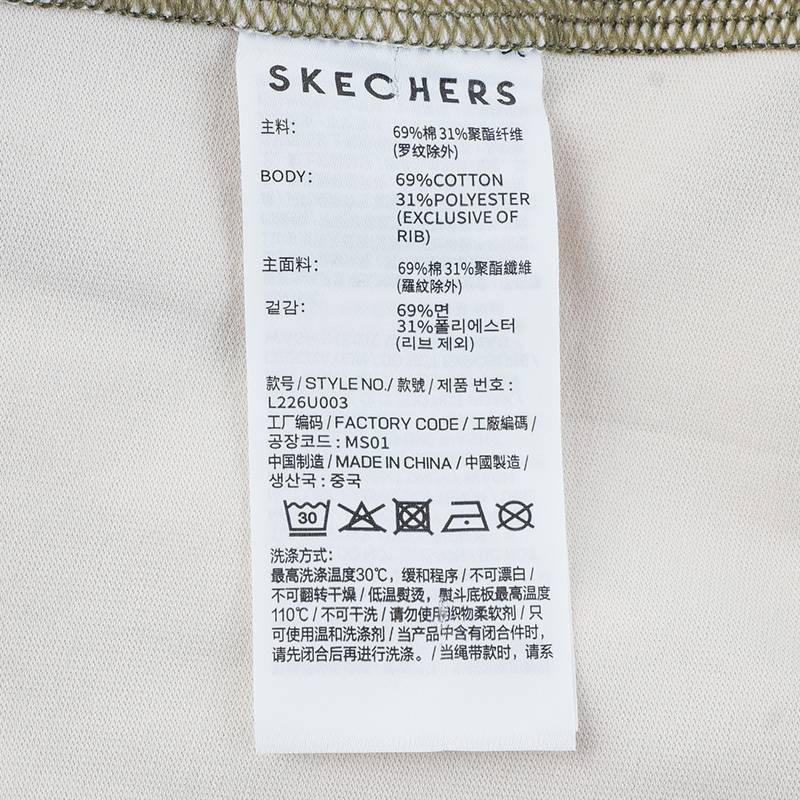 SKECHERS
主料: 69%棉 31%聚酯纤维
(罗纹除外)
BODY: 69%COTTON
31%POLYESTER
(EXCLUSIVE OF
RIB)
主面料: 69%棉 31%聚酯纖維
(羅紋除外)
겉감: 69%면
31%폴리에스터
(리브 제외)
款号 / STYLE NO./ 款號 / 제품 번호 :
L226U003
工厂编码 / FACTORY CODE / 工廠編碼 /
공장코드 : MS01
中国制造 / MADE IN CHINA / 中國製造 /
생산국 : 중국
30
洗涤方式:
最高洗涤温度30℃, 缓和程序 / 不可漂白 /
不可翻转干燥 / 低温熨烫, 熨斗底板最高温度
110℃ / 不可干洗 / 请勿使用织物柔软剂 / 只
可使用温和洗涤剂 / 当产品中含有闭合件时,
请先闭合后再进行洗涤。/ 当绳带款时, 请系